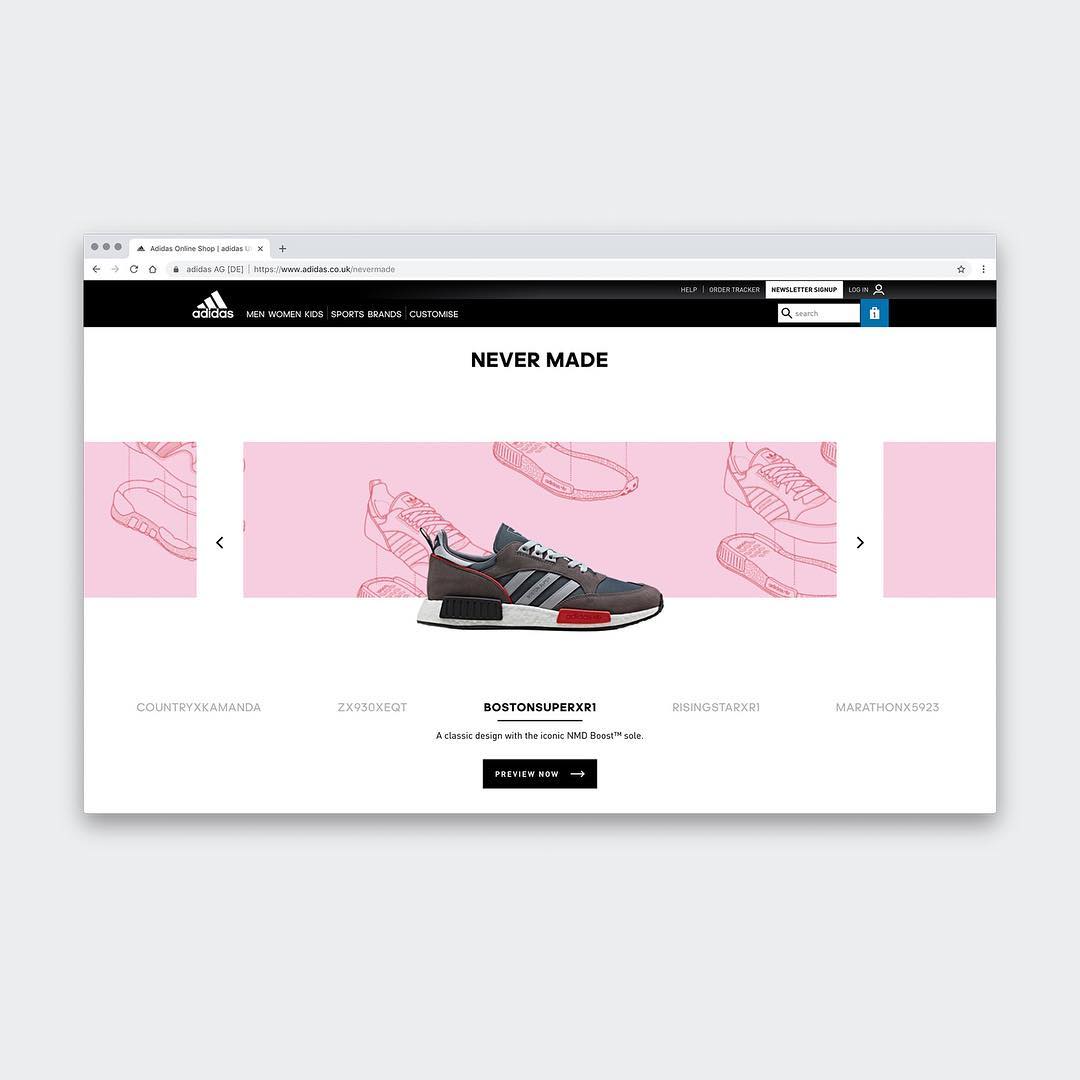 Adidas Online Shop | adidas U
adidas AG [DE] | https://www.adidas.co.uk/nevermade
HELP | ORDER TRACKER NEWSLETTER SIGNUP LOG IN
adidas MEN WOMEN KIDS | SPORTS BRANDS | CUSTOMISE search 1
NEVER MADE
adidas
COUNTRYXKAMANDA ZX930XEQT BOSTONSUPERXR1 RISINGSTARXR1 MARATHONX5923
A classic design with the iconic NMD Boost™ sole.
PREVIEW NOW →